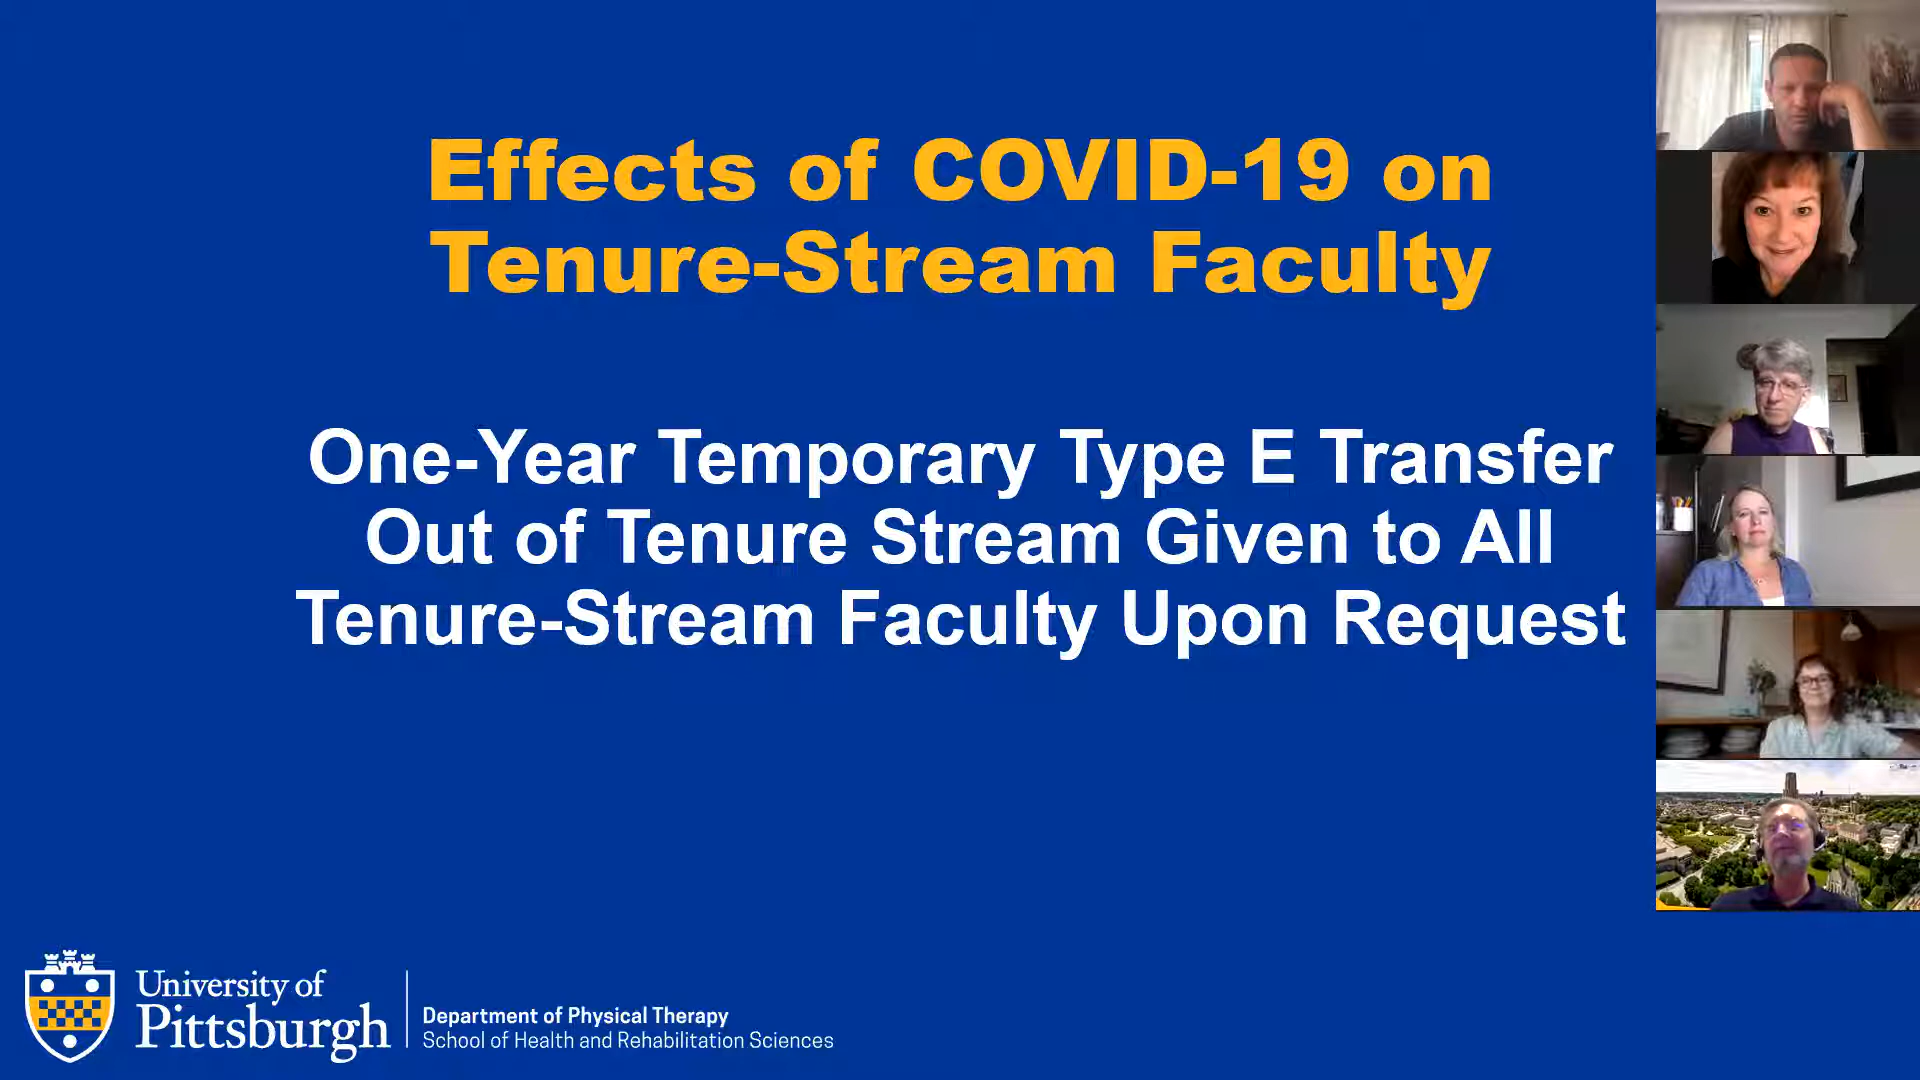 Effects of COVID-19 on
Tenure-Stream Faculty
One-Year Temporary Type E Transfer
Out of Tenure Stream Given to All
Tenure-Stream Faculty Upon Request
University of
Pittsburgh
Department of Physical Therapy
School of Health and Rehabilitation Sciences